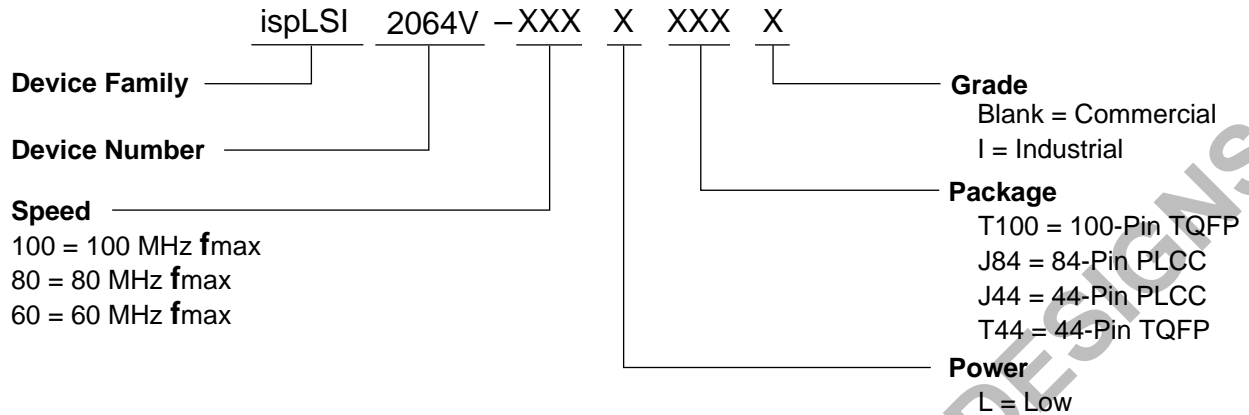 ispLSI 2064V – XXX X XXX X
Device Family
Device Number
Speed
100 = 100 MHz fmax
80 = 80 MHz fmax
60 = 60 MHz fmax
Grade
Blank = Commercial
I = Industrial
Package
T100 = 100-Pin TQFP
J84 = 84-Pin PLCC
J44 = 44-Pin PLCC
T44 = 44-Pin TQFP
Power
L = Low
DESIGNS